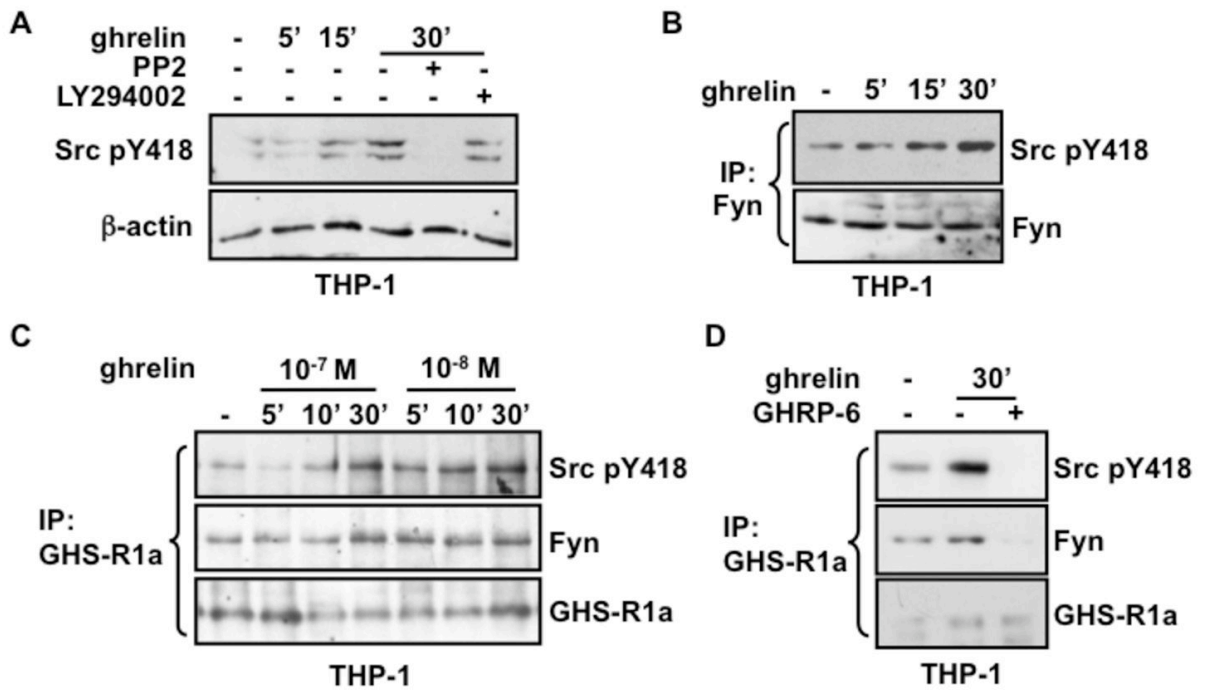 A
ghrelin - 5’ 15’ 30’
PP2 - - - - + -
LY294002 - - - - - +
Src pY418
β-actin
THP-1
B
ghrelin - 5’ 15’ 30’
IP:
Fyn
Src pY418
Fyn
THP-1
C
ghrelin 10-7 M 10-8 M
- 5’ 10’ 30’ 5’ 10’ 30’
IP:
GHS-R1a
Src pY418
Fyn
GHS-R1a
THP-1
D
ghrelin - 30’
GHRP-6 - - +
IP:
GHS-R1a
Src pY418
Fyn
GHS-R1a
THP-1